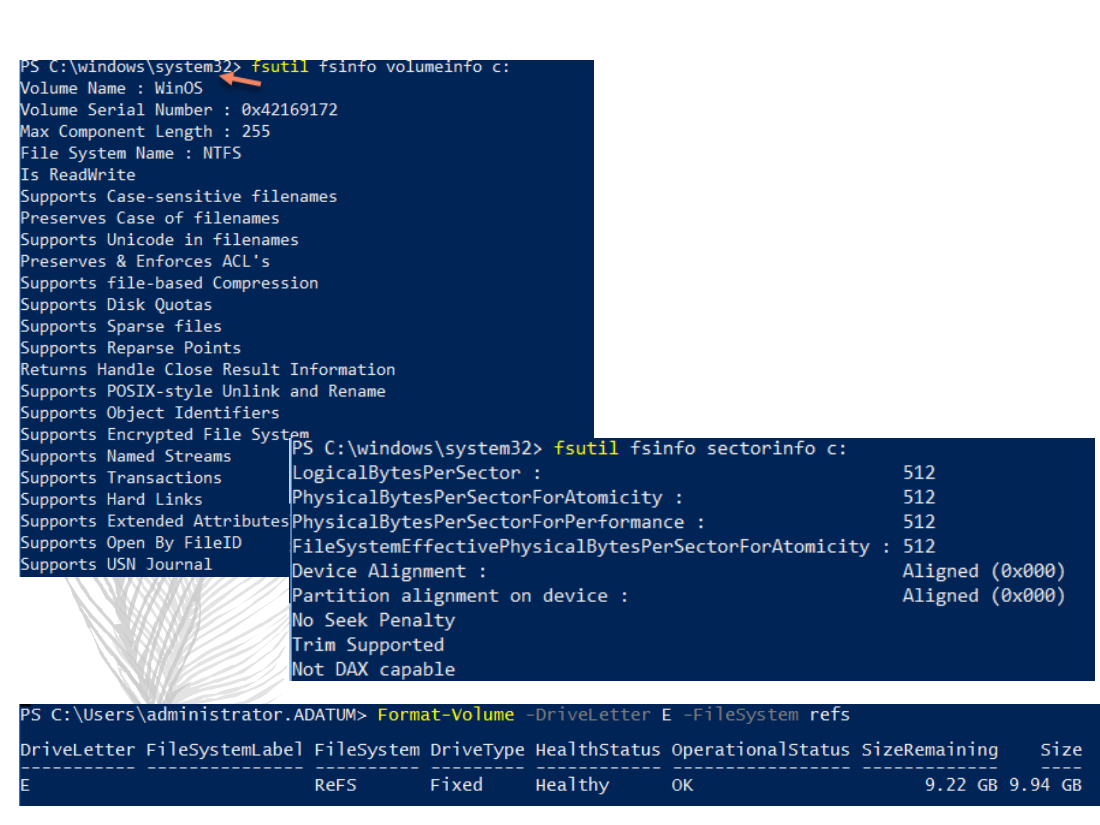 PS C:\windows\system32> fsutil fsinfo volumeinfo c:
Volume Name : WinOS
Volume Serial Number : 0x42169172
Max Component Length : 255
File System Name : NTFS
Is ReadWrite
Supports Case-sensitive filenames
Preserves Case of filenames
Supports Unicode in filenames
Preserves & Enforces ACL's
Supports file-based Compression
Supports Disk Quotas
Supports Sparse files
Supports Reparse Points
Returns Handle Close Result Information
Supports POSIX-style Unlink and Rename
Supports Object Identifiers
Supports Encrypted File System
Supports Named Streams
Supports Transactions
Supports Hard Links
Supports Extended Attributes
Supports Open By FileID
Supports USN Journal
PS C:\windows\system32> fsutil fsinfo sectorinfo c:
LogicalBytesPerSector : 512
PhysicalBytesPerSectorForAtomicity : 512
PhysicalBytesPerSectorForPerformance : 512
FileSystemEffectivePhysicalBytesPerSectorForAtomicity : 512
Device Alignment : Aligned (0x000)
Partition alignment on device : Aligned (0x000)
No Seek Penalty
Trim Supported
Not DAX capable
PS C:\Users\administrator.ADATUM> Format-Volume -DriveLetter E -FileSystem refs
DriveLetter FileSystemLabel FileSystem DriveType HealthStatus OperationalStatus SizeRemaining Size
----------- --------------- ---------- --------- ------------ ----------------- ------------- ----
E ReFS Fixed Healthy OK 9.22 GB 9.94 GB